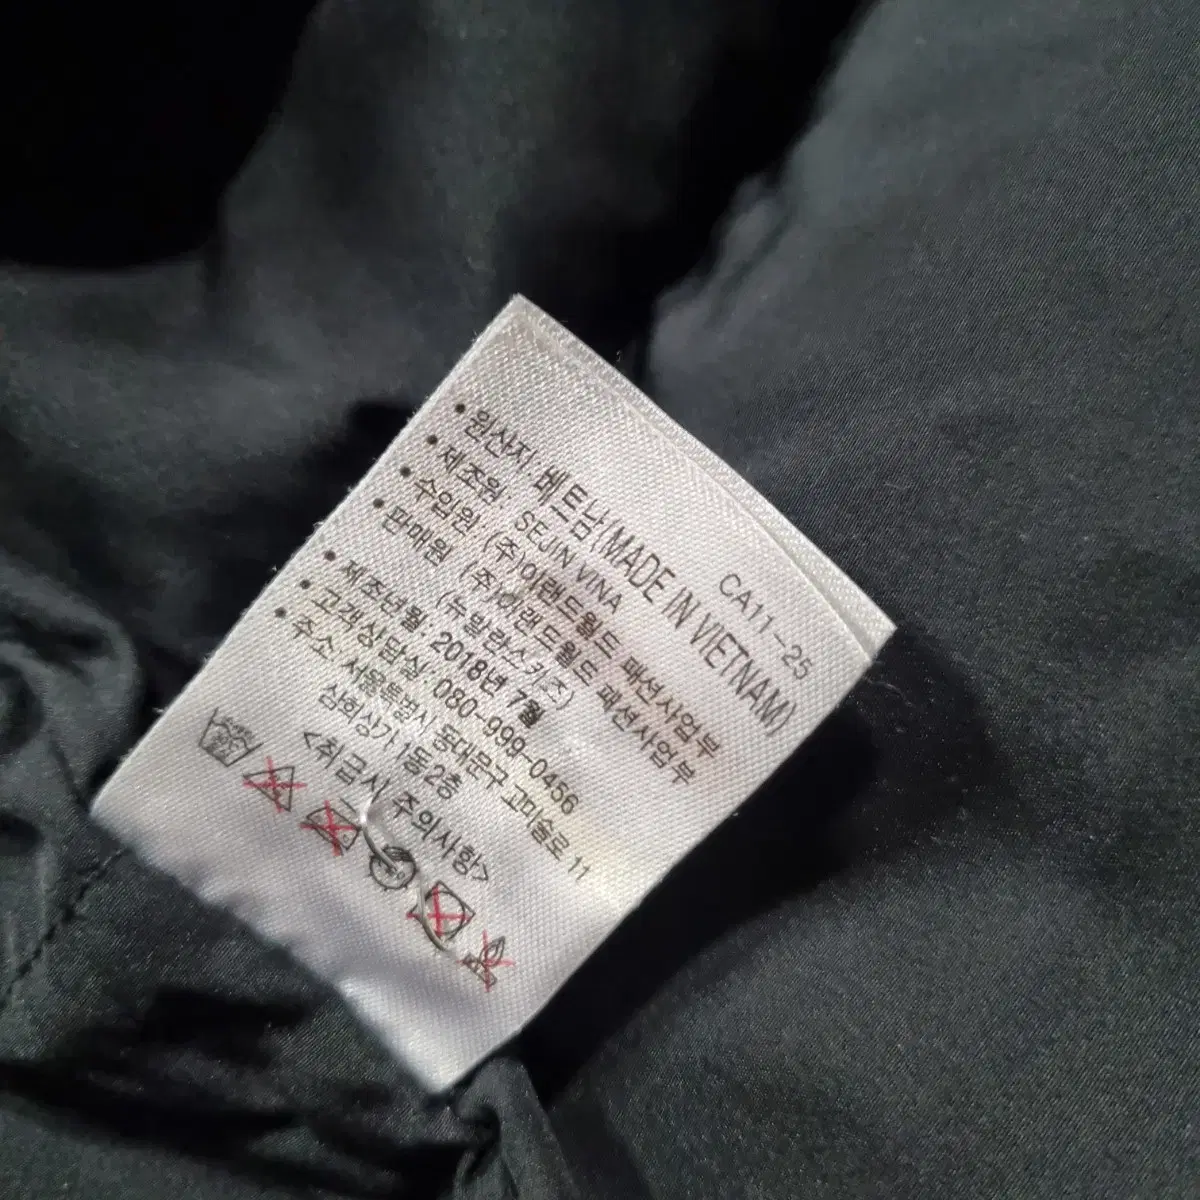 CA11-25
• 원산지: 베트남(MADE IN VIETNAM)
• 제조원: SEJIN VINA
• 수입원: (주)이랜드월드 패션사업부
• 판매원: (주)이랜드월드 패션사업부
(뉴발란스키즈)
• 제조년월: 2018년 7월
• 고객상담실: 080-999-0456
• 주소: 서울특별시 동대문구 고미술로 11
삼희상가 1동2층
<취급시 주의사항>